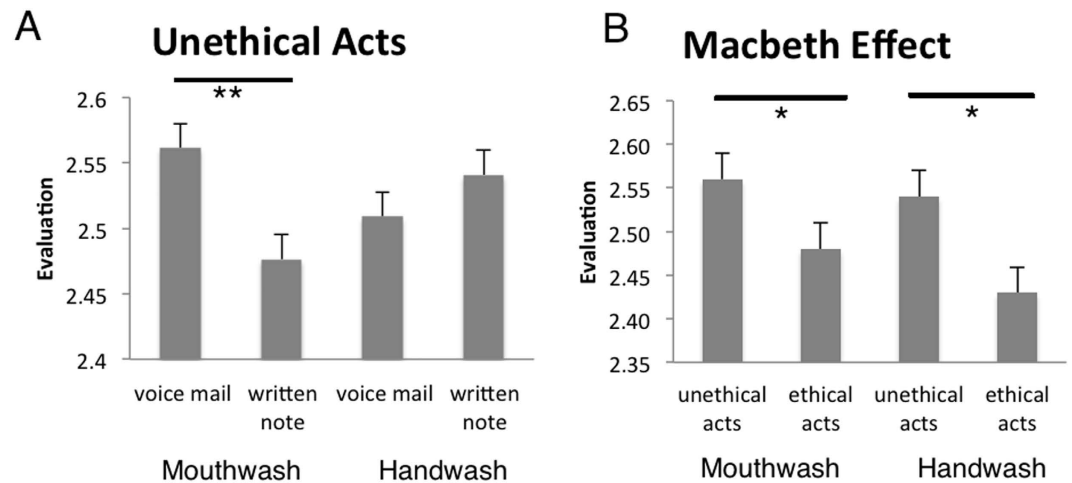 A
Unethical Acts
**
2.6
2.55
2.5
2.45
2.4
Evaluation
voice mail written note voice mail written note
Mouthwash Handwash
B
Macbeth Effect
* *
2.65
2.60
2.55
2.50
2.45
2.40
2.35
Evaluation
unethical acts ethical acts unethical acts ethical acts
Mouthwash Handwash